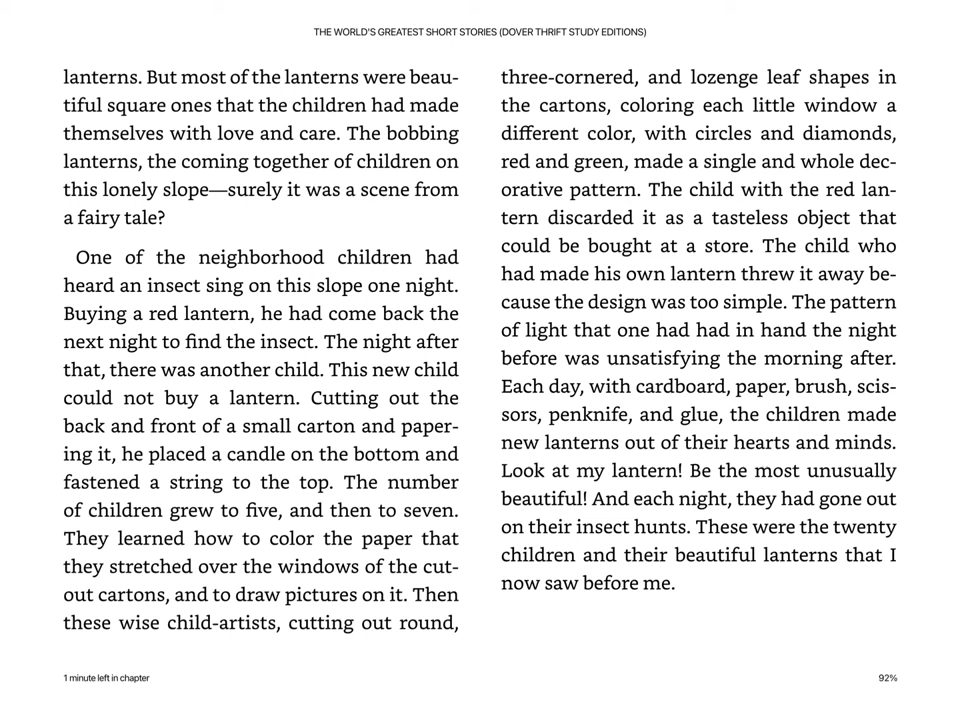 THE WORLD'S GREATEST SHORT STORIES (DOVER THRIFT STUDY EDITIONS)
lanterns. But most of the lanterns were beau-
tiful square ones that the children had made
themselves with love and care. The bobbing
lanterns, the coming together of children on
this lonely slope—surely it was a scene from
a fairy tale?
One of the neighborhood children had
heard an insect sing on this slope one night.
Buying a red lantern, he had come back the
next night to find the insect. The night after
that, there was another child. This new child
could not buy a lantern. Cutting out the
back and front of a small carton and paper-
ing it, he placed a candle on the bottom and
fastened a string to the top. The number
of children grew to five, and then to seven.
They learned how to color the paper that
they stretched over the windows of the cut-
out cartons, and to draw pictures on it. Then
these wise child-artists, cutting out round,
three-cornered, and lozenge leaf shapes in
the cartons, coloring each little window a
different color, with circles and diamonds,
red and green, made a single and whole dec-
orative pattern. The child with the red lan-
tern discarded it as a tasteless object that
could be bought at a store. The child who
had made his own lantern threw it away be-
cause the design was too simple. The pattern
of light that one had had in hand the night
before was unsatisfying the morning after.
Each day, with cardboard, paper, brush, scis-
sors, penknife, and glue, the children made
new lanterns out of their hearts and minds.
Look at my lantern! Be the most unusually
beautiful! And each night, they had gone out
on their insect hunts. These were the twenty
children and their beautiful lanterns that I
now saw before me.
1 minute left in chapter
92%